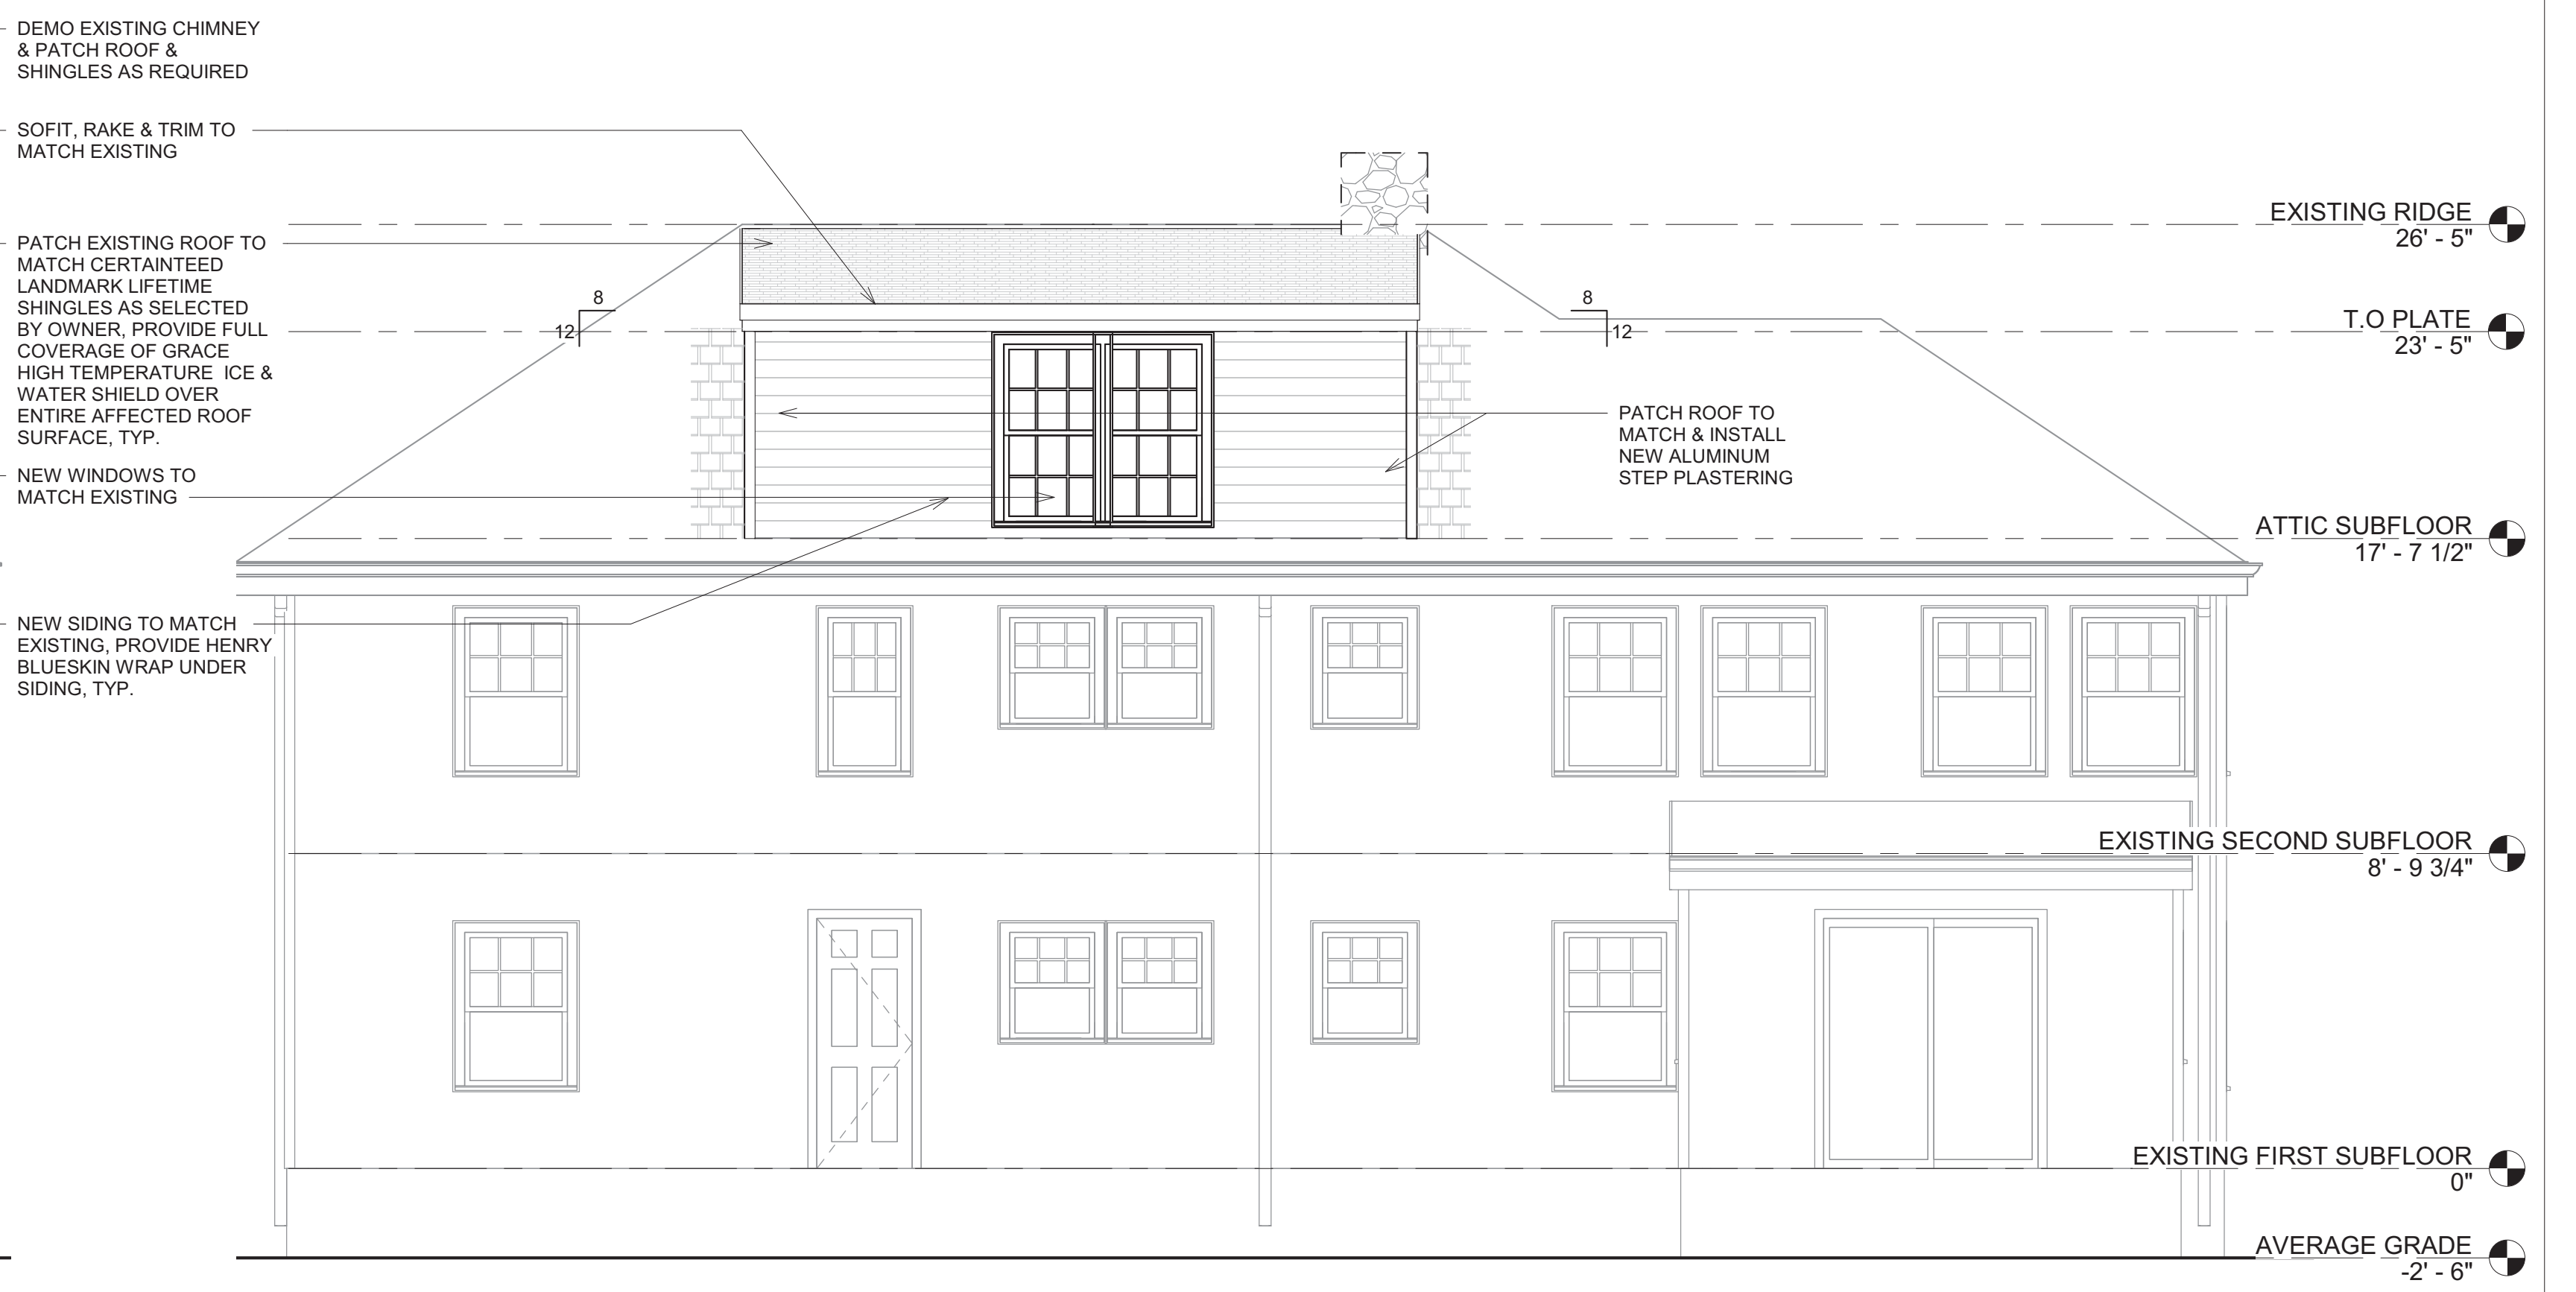 DEMO EXISTING CHIMNEY
& PATCH ROOF &
SHINGLES AS REQUIRED
SOFIT, RAKE & TRIM TO
MATCH EXISTING
PATCH EXISTING ROOF TO
MATCH CERTAINTEED
LANDMARK LIFETIME
SHINGLES AS SELECTED
BY OWNER, PROVIDE FULL
COVERAGE OF GRACE
HIGH TEMPERATURE ICE &
WATER SHIELD OVER
ENTIRE AFFECTED ROOF
SURFACE, TYP.
NEW WINDOWS TO
MATCH EXISTING
NEW SIDING TO MATCH
EXISTING, PROVIDE HENRY
BLUESKIN WRAP UNDER
SIDING, TYP.
8
12
8
12
PATCH ROOF TO
MATCH & INSTALL
NEW ALUMINUM
STEP PLASTERING
EXISTING RIDGE
26' - 5"
T.O PLATE
23' - 5"
ATTIC SUBFLOOR
17' - 7 1/2"
EXISTING SECOND SUBFLOOR
8' - 9 3/4"
EXISTING FIRST SUBFLOOR
0"
AVERAGE GRADE
-2' - 6"